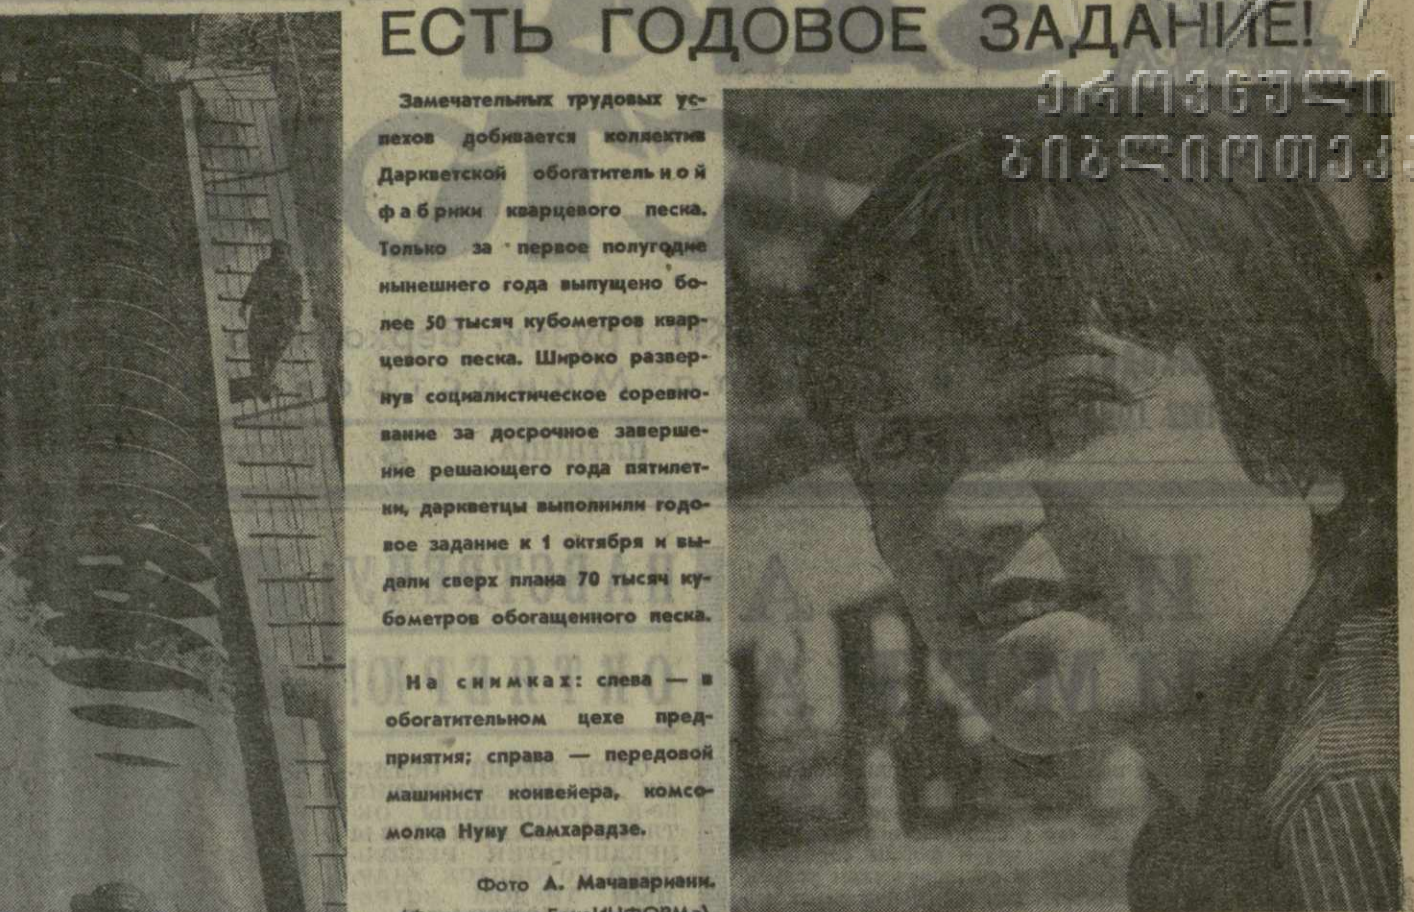 ЕСТЬ ГОДОВОЕ ЗАДАНИЕ!
ეროვნული
ბიბლიოთეკა
Замечательных трудовых ус-
пехов добивается коллектив
Даркветской обогатительной
фабрики кварцевого песка.
Только за первое полугодие
нынешнего года выпущено бо-
лее 50 тысяч кубометров квар-
цевого песка. Широко развер-
нув социалистическое соревно-
вание за досрочное заверше-
ние решающего года пятилет-
ки, даркветцы выполнили годо-
вое задание к 1 октября и вы-
дали сверх плана 70 тысяч ку-
бометров обогащенного песка.
На снимках: слева — в
обогатительном цехе пред-
приятия; справа — передовой
машинист конвейера, комсо-
молка Нуну Самхарадзе.
Фото А. Мачавариани.